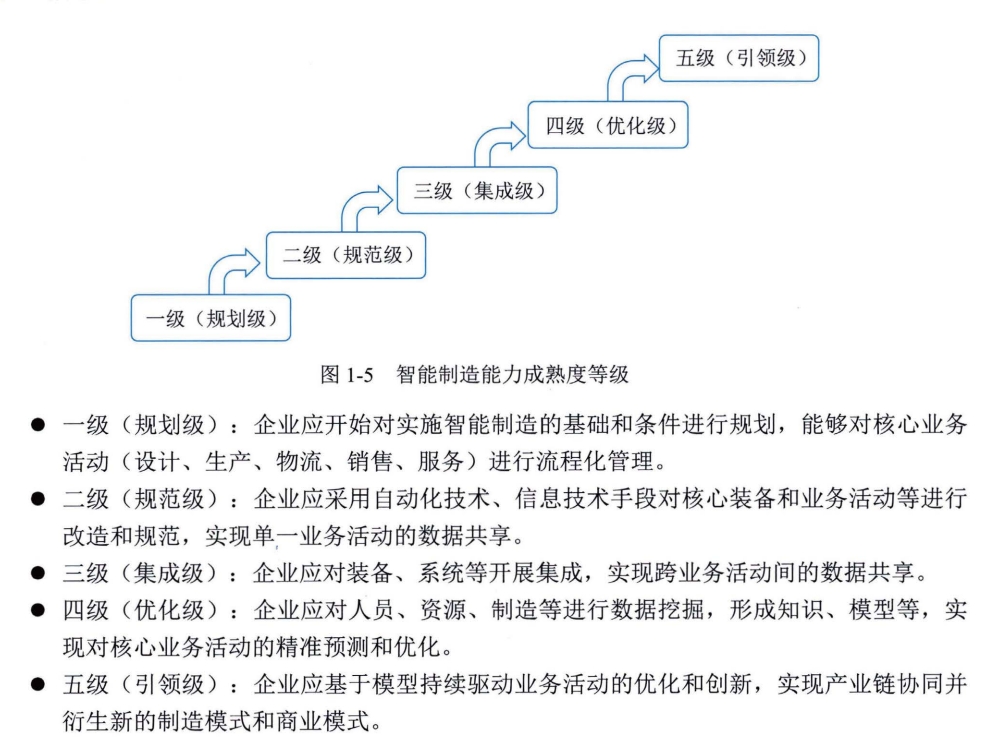 五级（引领级）
四级（优化级）
三级（集成级）
二级（规范级）
一级（规划级）
图 1-5 智能制造能力成熟度等级
● 一级（规划级）：企业应开始对实施智能制造的基础和条件进行规划，能够对核心业务
活动（设计、生产、物流、销售、服务）进行流程化管理。
● 二级（规范级）：企业应采用自动化技术、信息技术手段对核心装备和业务活动等进行
改造和规范，实现单一业务活动的数据共享。
● 三级（集成级）：企业应对装备、系统等开展集成，实现跨业务活动间的数据共享。
● 四级（优化级）：企业应对人员、资源、制造等进行数据挖掘，形成知识、模型等，实
现对核心业务活动的精准预测和优化。
● 五级（引领级）：企业应基于模型持续驱动业务活动的优化和创新，实现产业链协同并
衍生新的制造模式和商业模式。